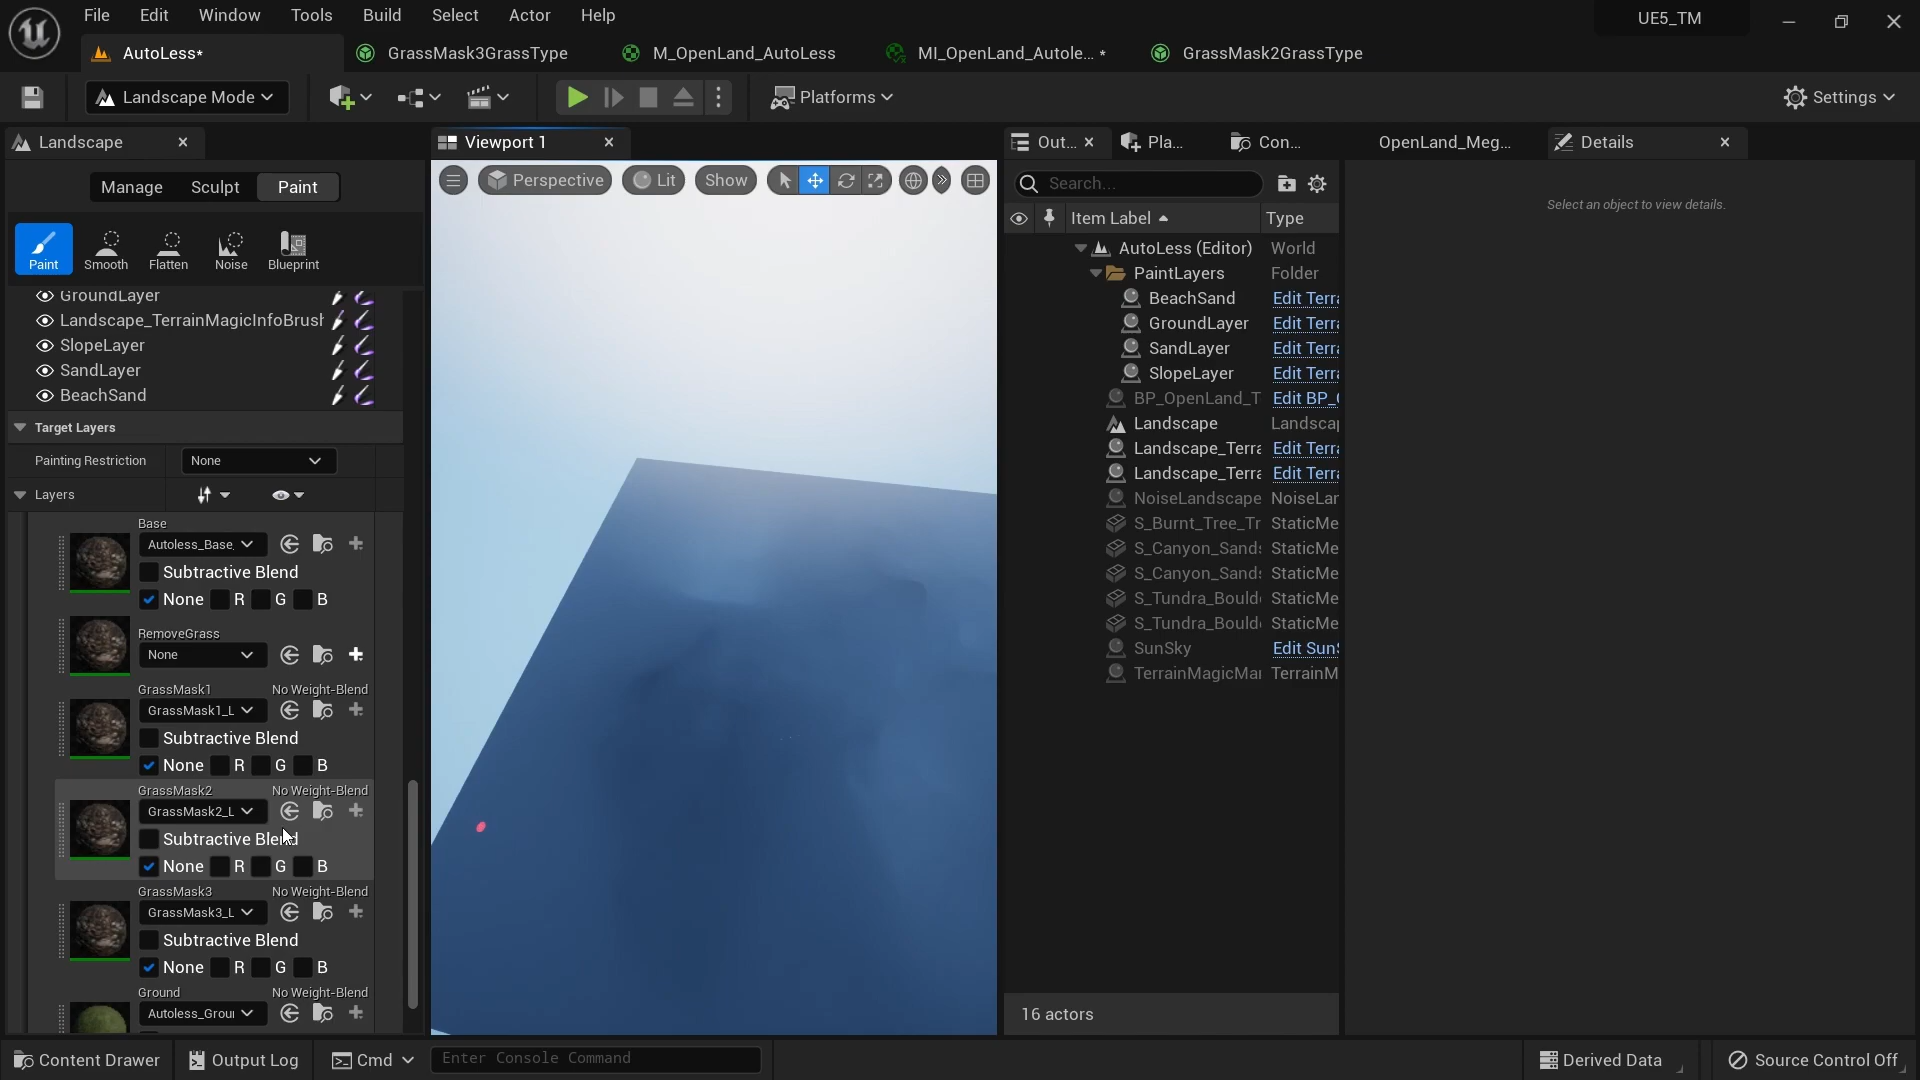 File Edit Window Tools Build Select Actor Help
UE5_TM
AutoLess*
GrassMask3GrassType
M_OpenLand_AutoLess
MI_OpenLand_Autole... *
GrassMask2GrassType
Landscape Mode
Platforms
Settings
Landscape
Manage Sculpt Paint
Paint Smooth Flatten Noise Blueprint
GroundLayer
Landscape_TerrainMagicInfoBrush
SlopeLayer
SandLayer
BeachSand
Target Layers
Painting Restriction None
Layers
Base
Autoless_Base
Subtractive Blend
None R G B
RemoveGrass
None
GrassMask1 No Weight-Blend
GrassMask1_L
Subtractive Blend
None R G B
GrassMask2 No Weight-Blend
GrassMask2_L
Subtractive Blend
None R G B
GrassMask3 No Weight-Blend
GrassMask3_L
Subtractive Blend
None R G B
Ground No Weight-Blend
Autoless_Grou
Viewport 1
Perspective Lit Show
Out... Pla... Con...
Search...
Item Label Type
AutoLess (Editor) World
PaintLayers Folder
BeachSand Edit Terr
GroundLayer Edit Terr
SandLayer Edit Terr
SlopeLayer Edit Terr
BP_OpenLand_T Edit BP_
Landscape Landsca
Landscape_Terra Edit Terr
Landscape_Terra Edit Terr
NoiseLandscape NoiseLar
S_Burnt_Tree_Tr StaticMe
S_Canyon_Sand StaticMe
S_Canyon_Sand StaticMe
S_Tundra_Bould StaticMe
S_Tundra_Bould StaticMe
SunSky Edit Sun
TerrainMagicMa TerrainM
16 actors
OpenLand_Meg...
Details
Select an object to view details.
Content Drawer
Output Log
Cmd
Enter Console Command
Derived Data
Source Control Off